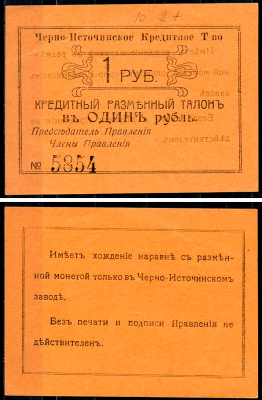 10 3 +
Черно-Источинское Кредитное Т-во
1 РУБ.
КРЕДИТНЫЙ РАЗМѢННЫЙ ТАЛОНЪ
въ ОДИНЪ рубль.
Предсѣдатель Правленія
Члены Правленія
№ 5854
Имѣетъ хожденіе наравнѣ съ размѣн-
ной монетой только въ Черно-Источинскомъ
заводѣ.
Безъ печати и подписи Правленія не
дѣйствителенъ.